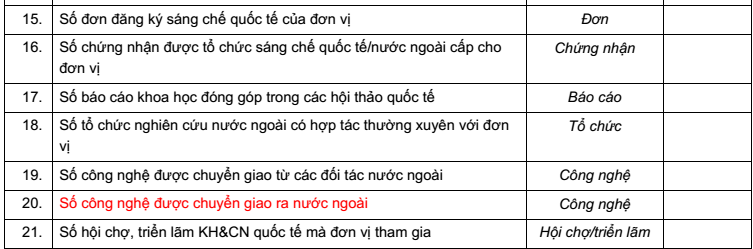 15. Số đơn đăng ký sáng chế quốc tế của đơn vị Đơn
16. Số chứng nhận được tổ chức sáng chế quốc tế/nước ngoài cấp cho Chứng nhận
đơn vị
17. Số báo cáo khoa học đóng góp trong các hội thảo quốc tế Báo cáo
18. Số tổ chức nghiên cứu nước ngoài có hợp tác thường xuyên với đơn Tổ chức
vị
19. Số công nghệ được chuyển giao từ các đối tác nước ngoài Công nghệ
20. Số công nghệ được chuyển giao ra nước ngoài Công nghệ
21. Số hội chợ, triển lãm KH&CN quốc tế mà đơn vị tham gia Hội chợ/triển lãm